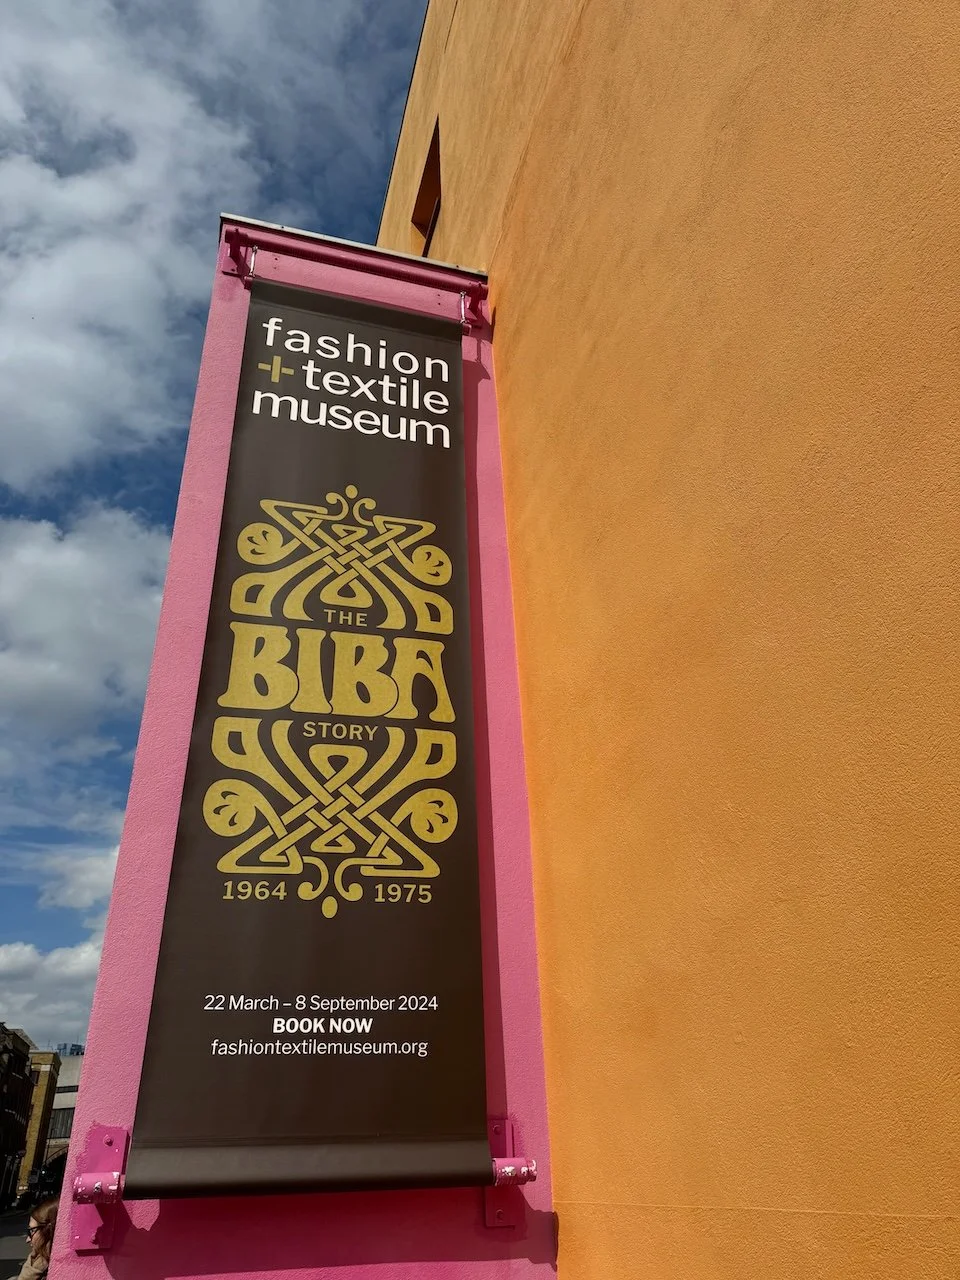 fashion
+textile
museum
THE
BIBA
STORY
1964 1975
22 March – 8 September 2024
BOOK NOW
fashiontextilemuseum.org